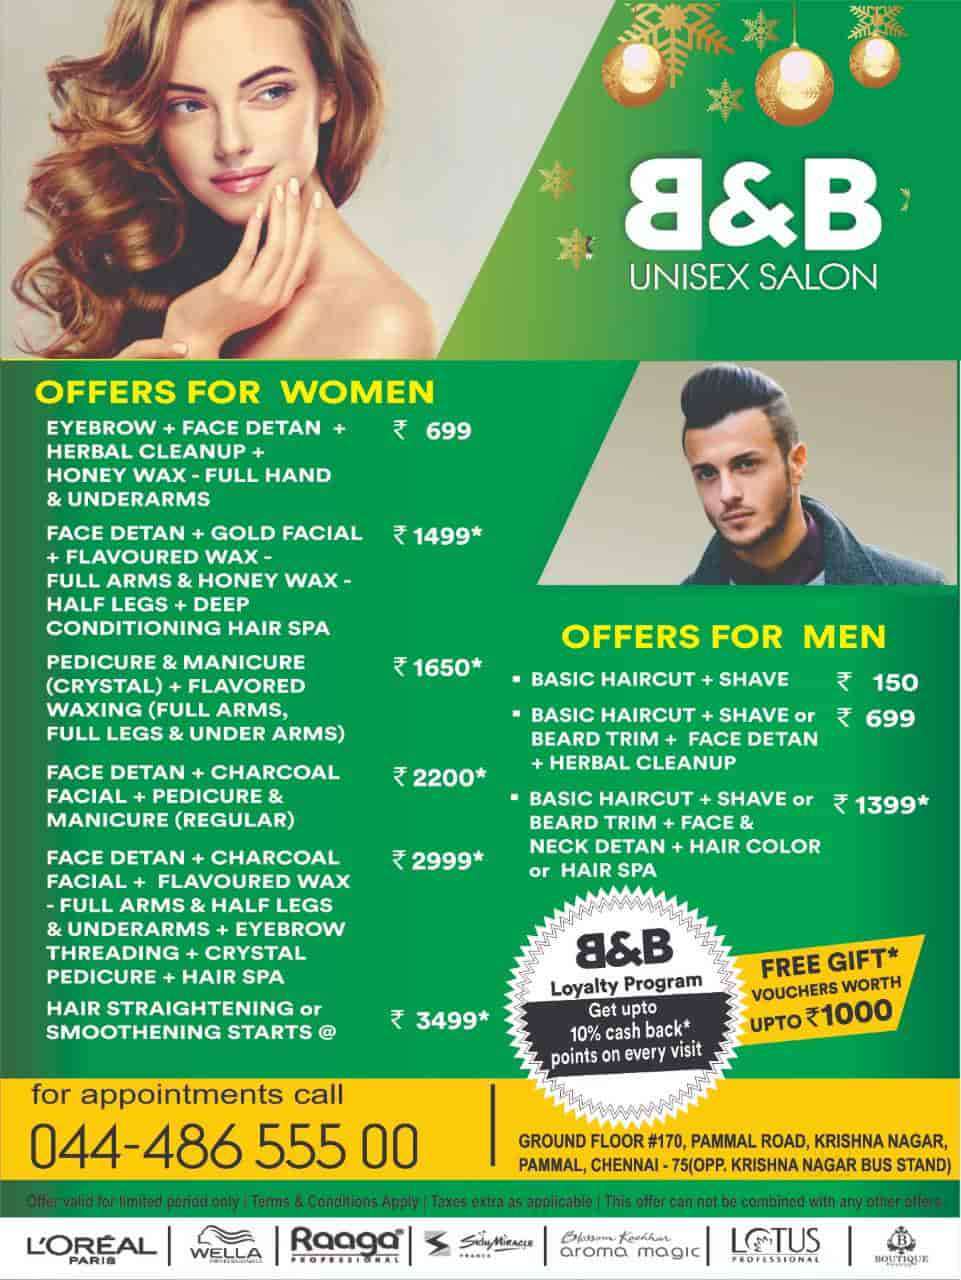 B&B
UNISEX SALON
OFFERS FOR WOMEN
EYEBROW + FACE DETAN + ₹ 699
HERBAL CLEANUP +
HONEY WAX - FULL HAND
& UNDERARMS
FACE DETAN + GOLD FACIAL ₹ 1499*
+ FLAVOURED WAX -
FULL ARMS & HONEY WAX -
HALF LEGS + DEEP
CONDITIONING HAIR SPA
PEDICURE & MANICURE ₹ 1650*
(CRYSTAL) + FLAVORED
WAXING (FULL ARMS,
FULL LEGS & UNDER ARMS)
FACE DETAN + CHARCOAL ₹ 2200*
FACIAL + PEDICURE &
MANICURE (REGULAR)
FACE DETAN + CHARCOAL ₹ 2999*
FACIAL + FLAVOURED WAX
- FULL ARMS & HALF LEGS
& UNDERARMS + EYEBROW
THREADING + CRYSTAL
PEDICURE + HAIR SPA
HAIR STRAIGHTENING or
SMOOTHENING STARTS @ ₹ 3499*
OFFERS FOR MEN
▪ BASIC HAIRCUT + SHAVE ₹ 150
▪ BASIC HAIRCUT + SHAVE or ₹ 699
BEARD TRIM + FACE DETAN
+ HERBAL CLEANUP
▪ BASIC HAIRCUT + SHAVE or ₹ 1399*
BEARD TRIM + FACE &
NECK DETAN + HAIR COLOR
or HAIR SPA
B&B
Loyalty Program
Get upto
10% cash back*
points on every visit
FREE GIFT*
VOUCHERS WORTH
UPTO ₹1000
for appointments call
044-486 555 00
GROUND FLOOR #170, PAMMAL ROAD, KRISHNA NAGAR,
PAMMAL, CHENNAI - 75(OPP. KRISHNA NAGAR BUS STAND)
Offer valid for limited period only | Terms & Conditions Apply | Taxes extra as applicable | This offer can not be combined with any other offers
L'ORÉAL
PARIS
WELLA
PROFESSIONALS
Raaga
PROFESSIONAL
SkinMiracle
FRANCE
Blossom Kochhar
aroma magic
LOTUS
PROFESSIONAL
B
BOUTIQUE